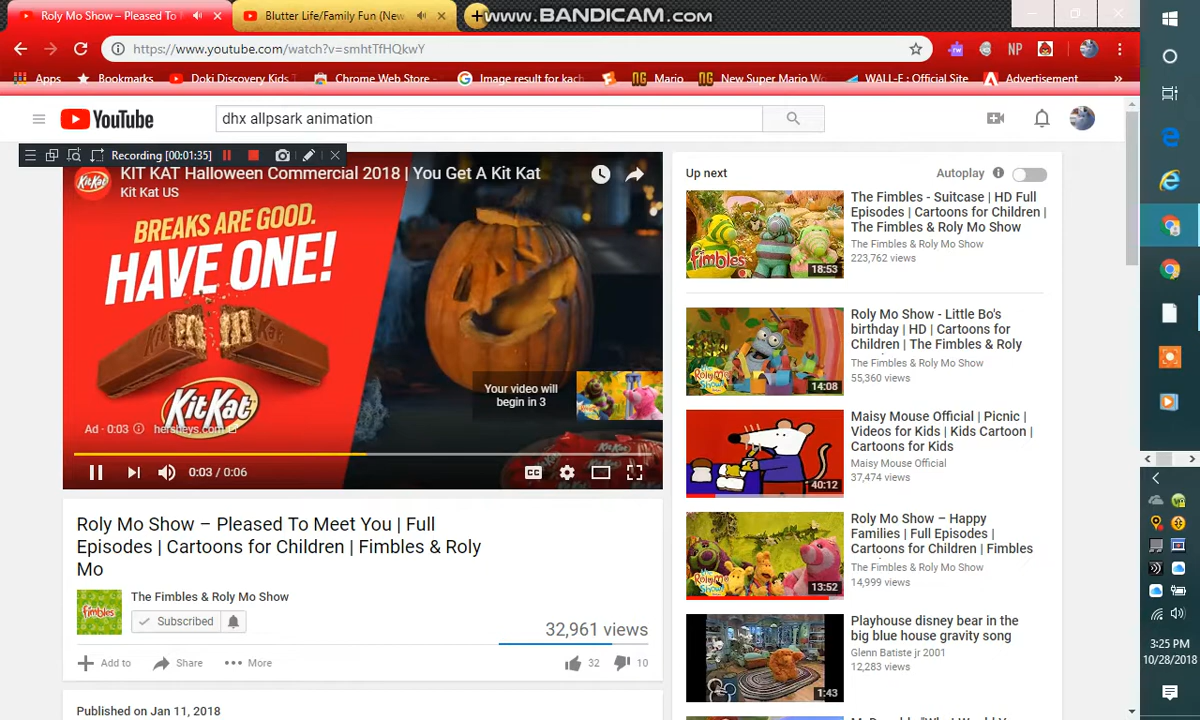 Roly Mo Show – Pleased To
Blutter Life/Family Fun (New
www.BANDICAM.com
https://www.youtube.com/watch?v=smhtTfHQkwY
NP
Apps
Bookmarks
Doki Discovery Kids
Chrome Web Store -
Image result for kach
Mario
New Super Mario Wo
WALL-E : Official Site
Advertisement
YouTube
dhx allpsark animation
Recording [00:01:35]
KIT KAT Halloween Commercial 2018 | You Get A Kit Kat
Kit Kat US
BREAKS ARE GOOD.
HAVE ONE!
KitKat
Your video will
begin in 3
Ad · 0:03
hersheys.com
0:03 / 0:06
CC
Roly Mo Show – Pleased To Meet You | Full
Episodes | Cartoons for Children | Fimbles & Roly
Mo
fimbles
The Fimbles & Roly Mo Show
Subscribed
32,961 views
Add to
Share
More
32
10
Published on Jan 11, 2018
Up next
Autoplay
fimbles
18:53
The Fimbles - Suitcase | HD Full
Episodes | Cartoons for Children |
The Fimbles & Roly Mo Show
The Fimbles & Roly Mo Show
223,762 views
The RolyMo Show!
14:08
Roly Mo Show - Little Bo's
birthday | HD | Cartoons for
Children | The Fimbles & Roly
The Fimbles & Roly Mo Show
55,360 views
40:12
Maisy Mouse Official | Picnic |
Videos for Kids | Kids Cartoon |
Cartoons for Kids
Maisy Mouse Official
37,474 views
The RolyMo Show!
13:52
Roly Mo Show – Happy
Families | Full Episodes |
Cartoons for Children | Fimbles
The Fimbles & Roly Mo Show
14,999 views
1:43
Playhouse disney bear in the
big blue house gravity song
Glenn Batiste jr 2001
12,283 views
3:25 PM
10/28/2018